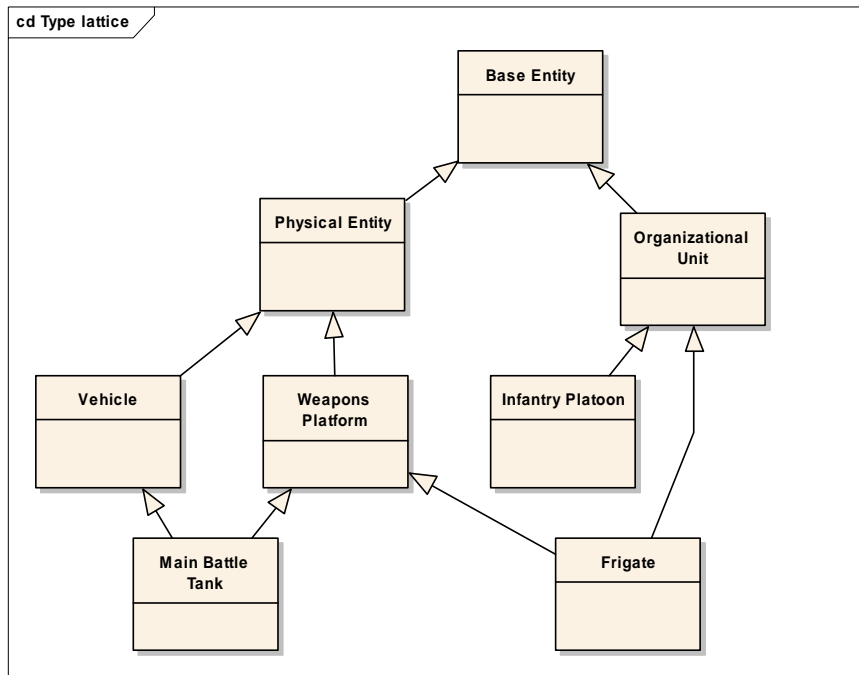 cd Type lattice
Base Entity
Physical Entity
Organizational
Unit
Vehicle
Weapons
Platform
Infantry Platoon
Main Battle
Tank
Frigate